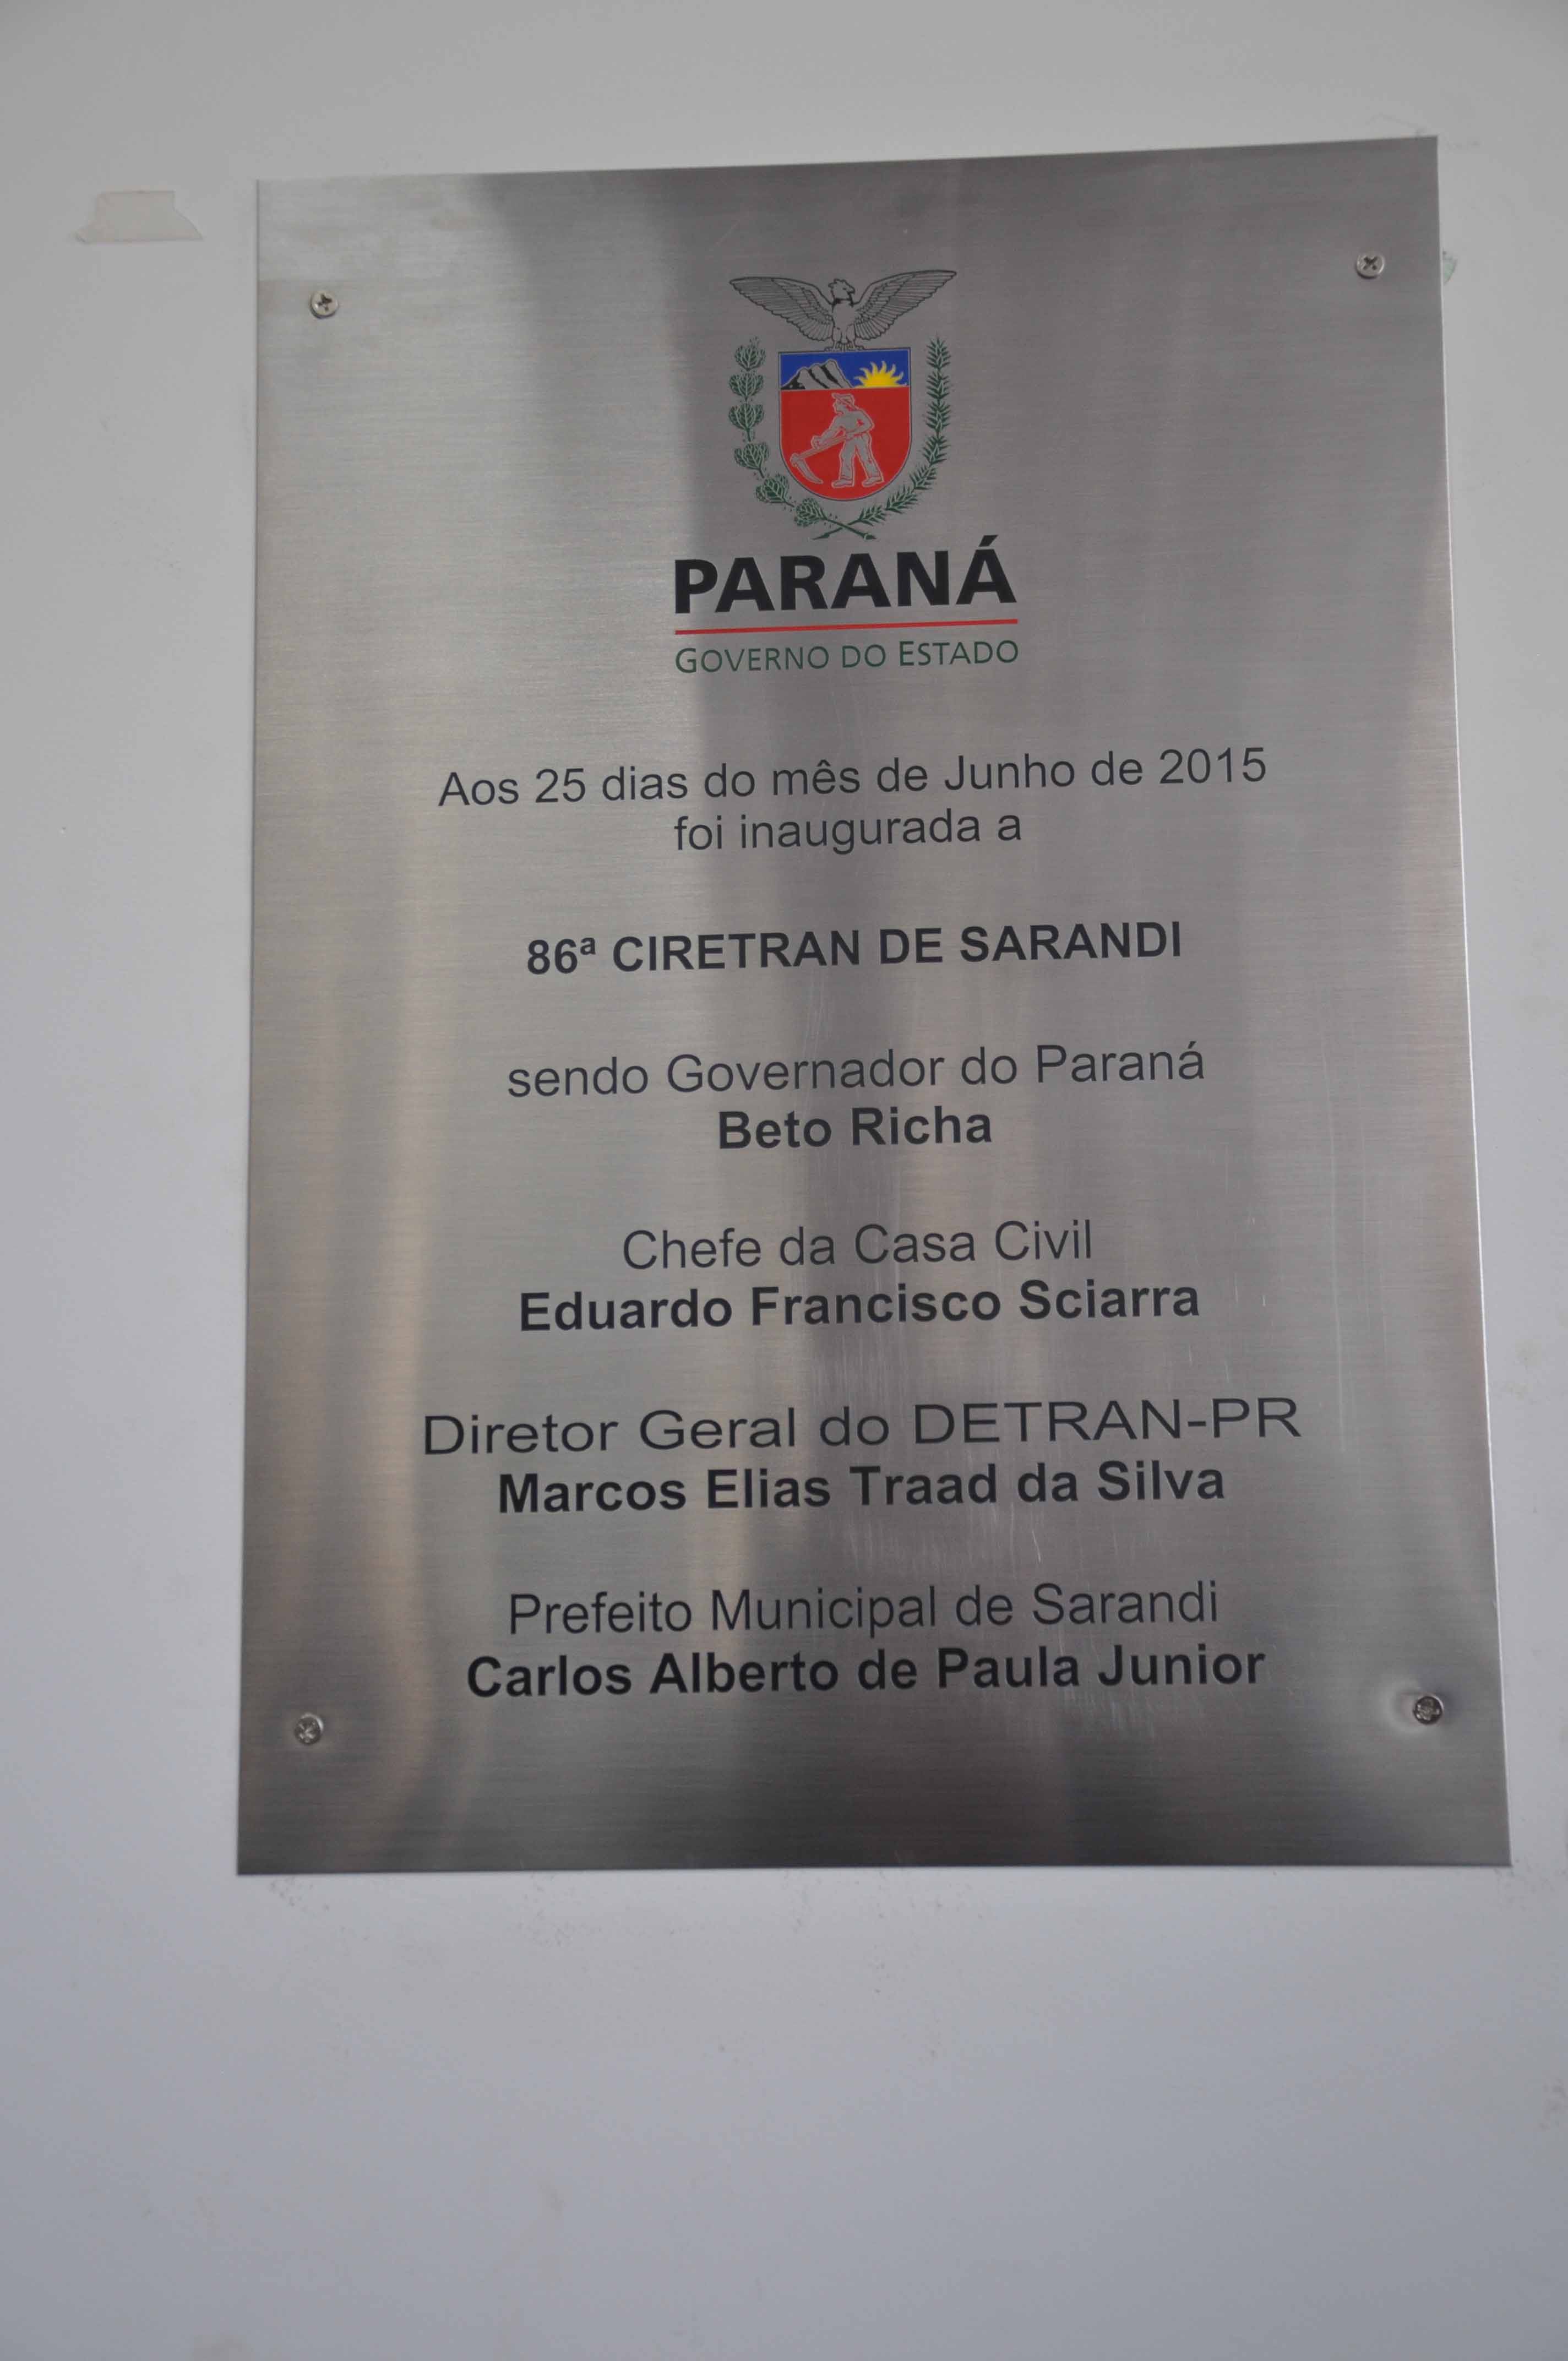 PARANÁ
GOVERNO DO ESTADO
Aos 25 dias do mês de Junho de 2015
foi inaugurada a
86ª CIRETRAN DE SARANDI
sendo Governador do Paraná
Beto Richa
Chefe da Casa Civil
Eduardo Francisco Sciarra
Diretor Geral do DETRAN-PR
Marcos Elias Traad da Silva
Prefeito Municipal de Sarandi
Carlos Alberto de Paula Junior